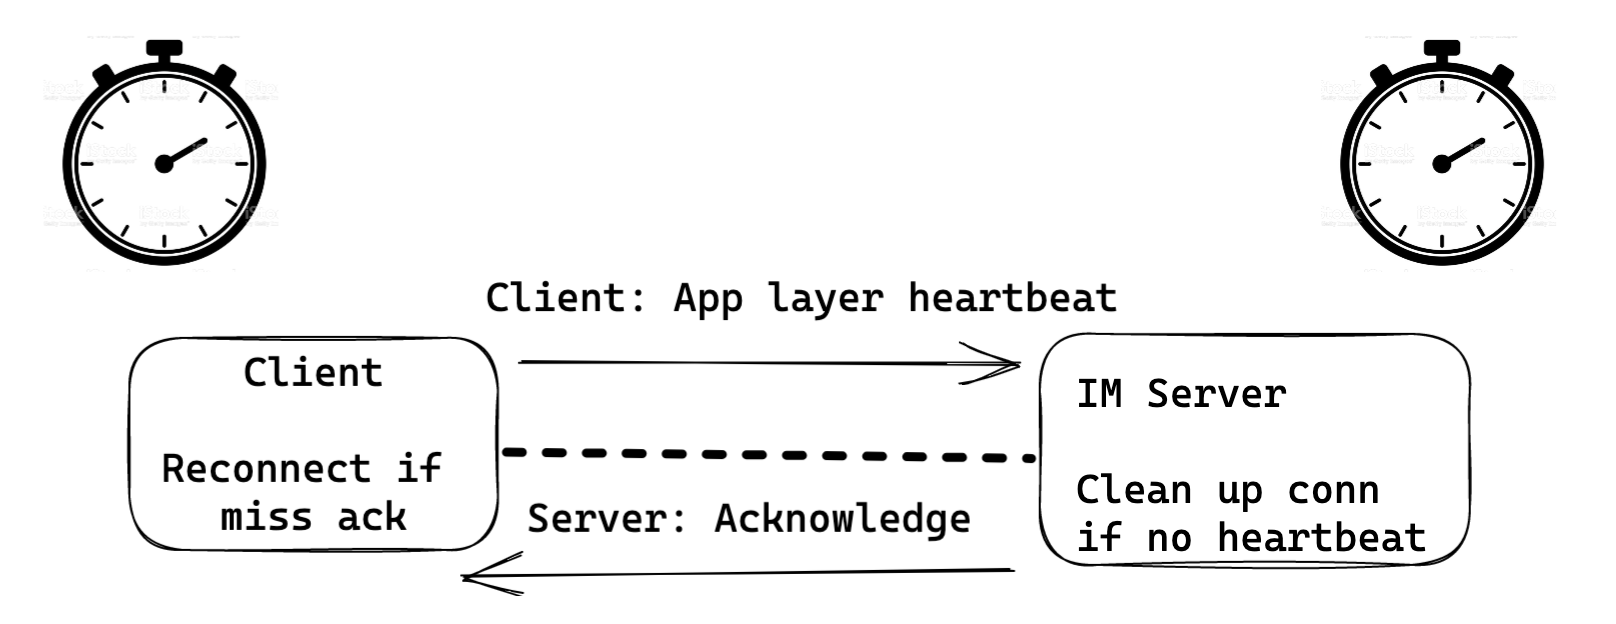 Client: App layer heartbeat
Client
Reconnect if
miss ack
IM Server
Clean up conn
if no heartbeat
Server: Acknowledge